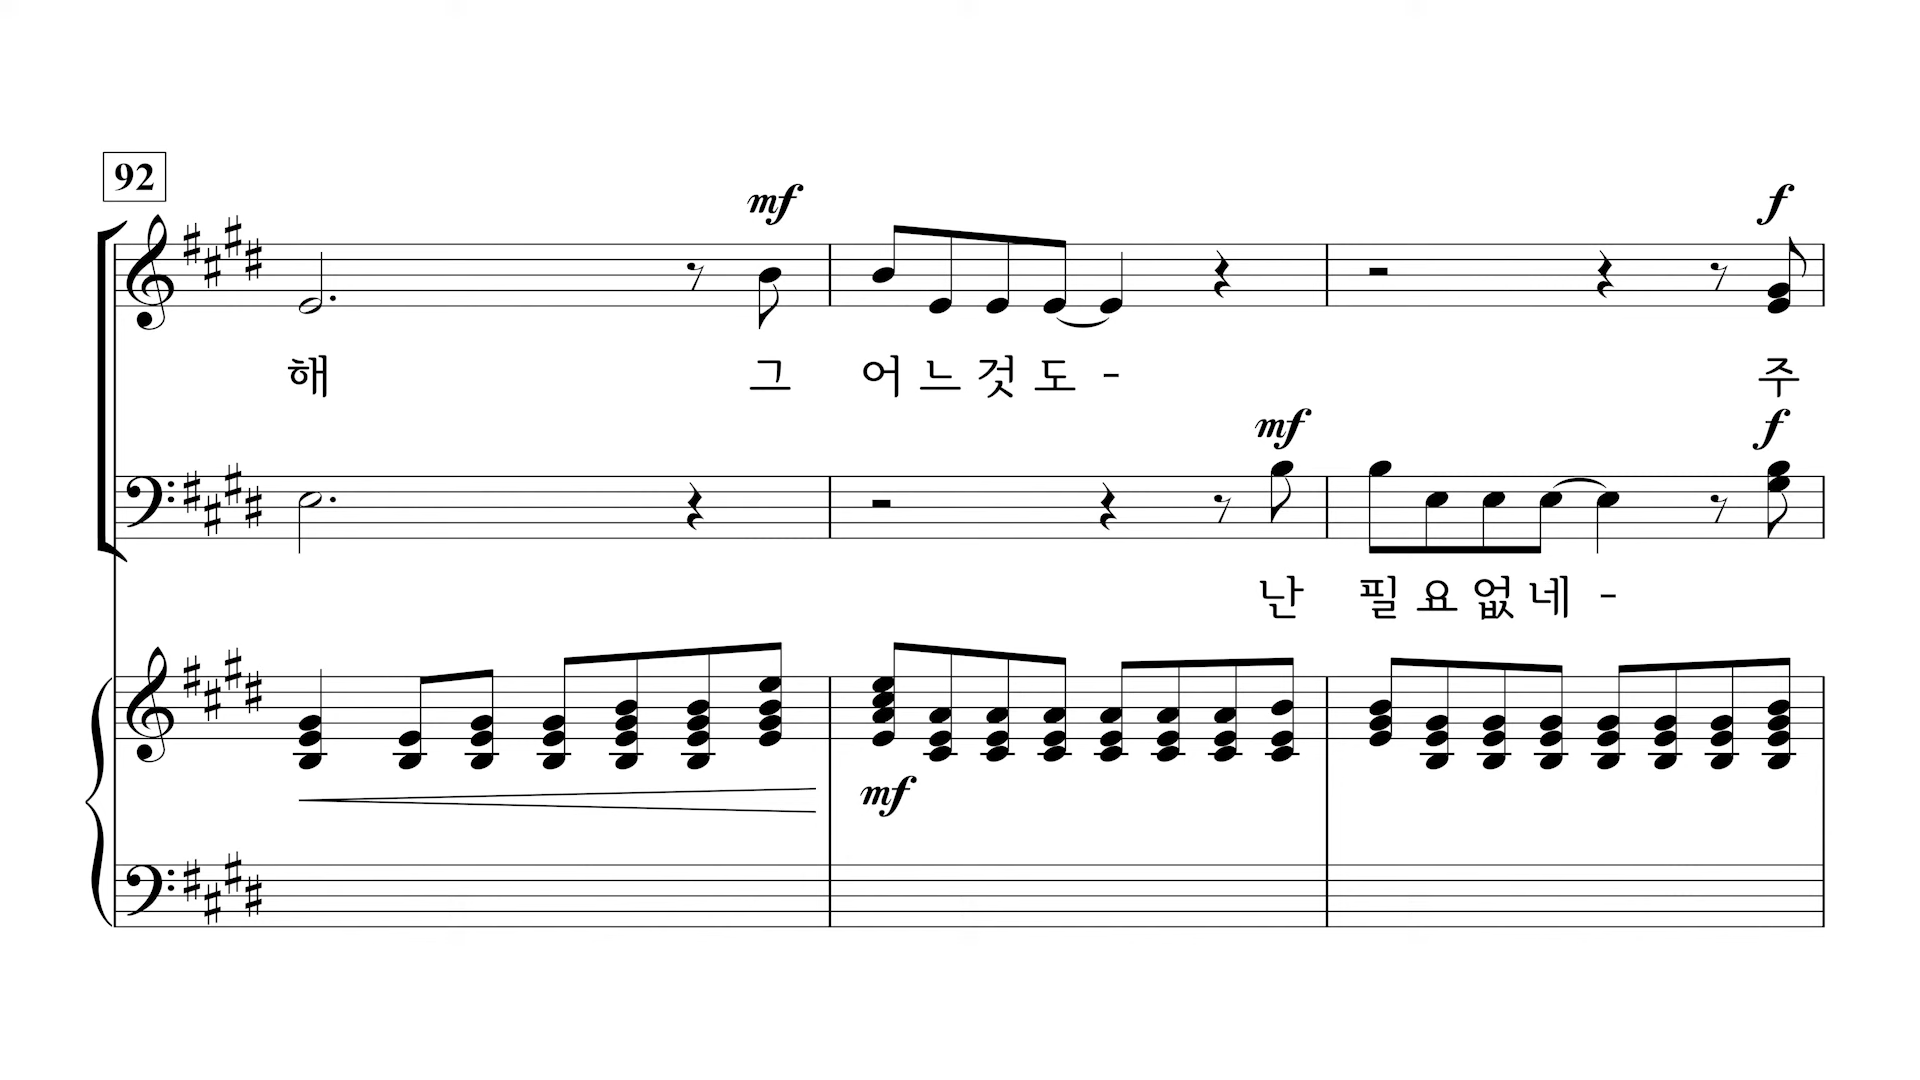 92
mf f
해 그 어 느 것 도 - 주
mf f
난 필 요 없 네 -
mf